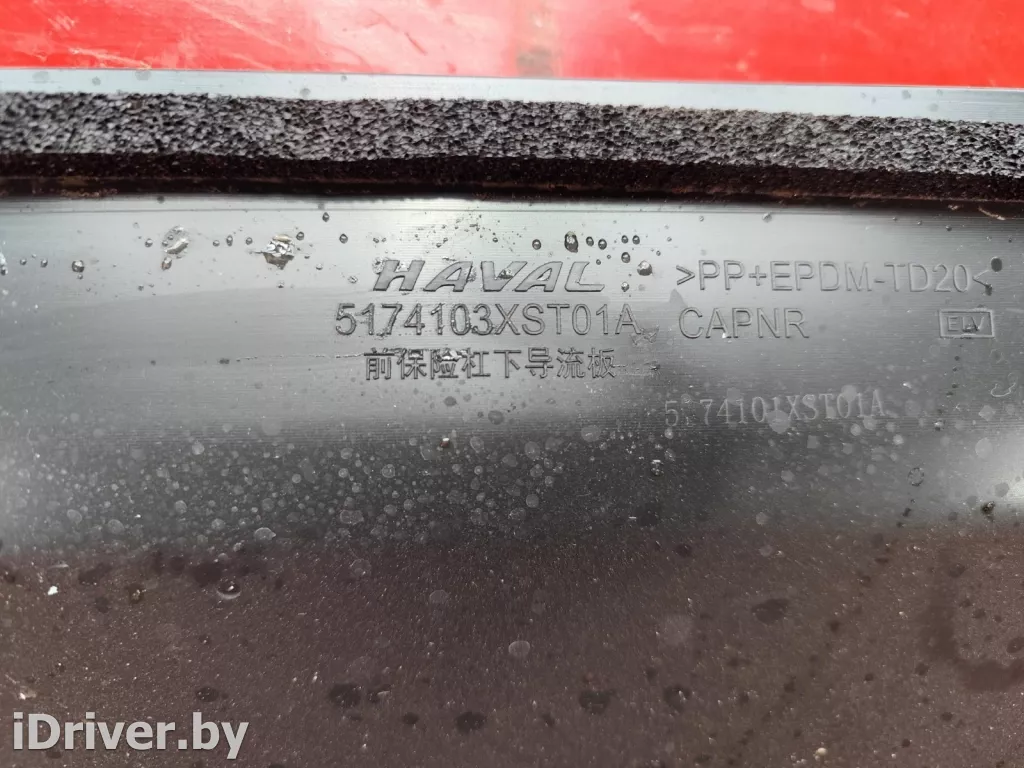 HAVAL >PP+EPDM-TD20<
5174103XST01A CAPNR ELV
前保险杠下导流板
5174101XST01A
iDriver.by